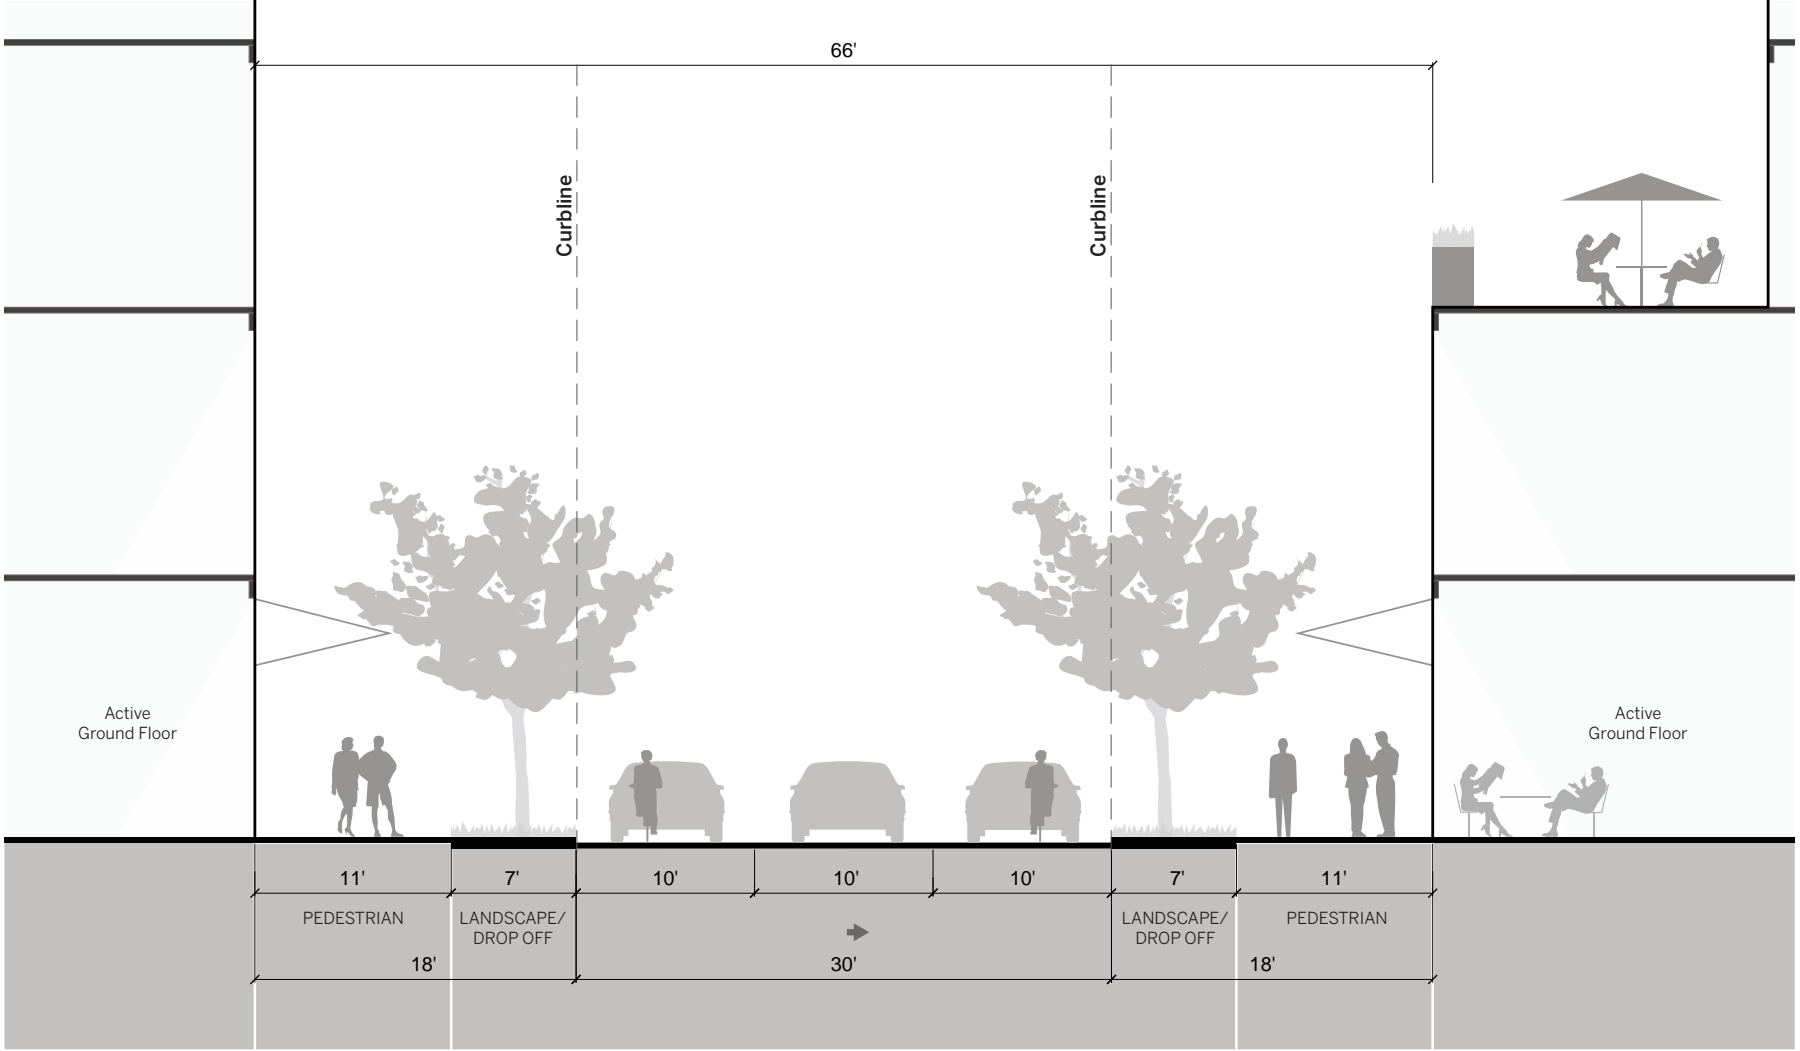 66'
Curbline
Curbline
Active
Ground Floor
Active
Ground Floor
11'
7'
10'
10'
10'
7'
11'
PEDESTRIAN
LANDSCAPE/
DROP OFF
LANDSCAPE/
DROP OFF
PEDESTRIAN
18'
30'
18'